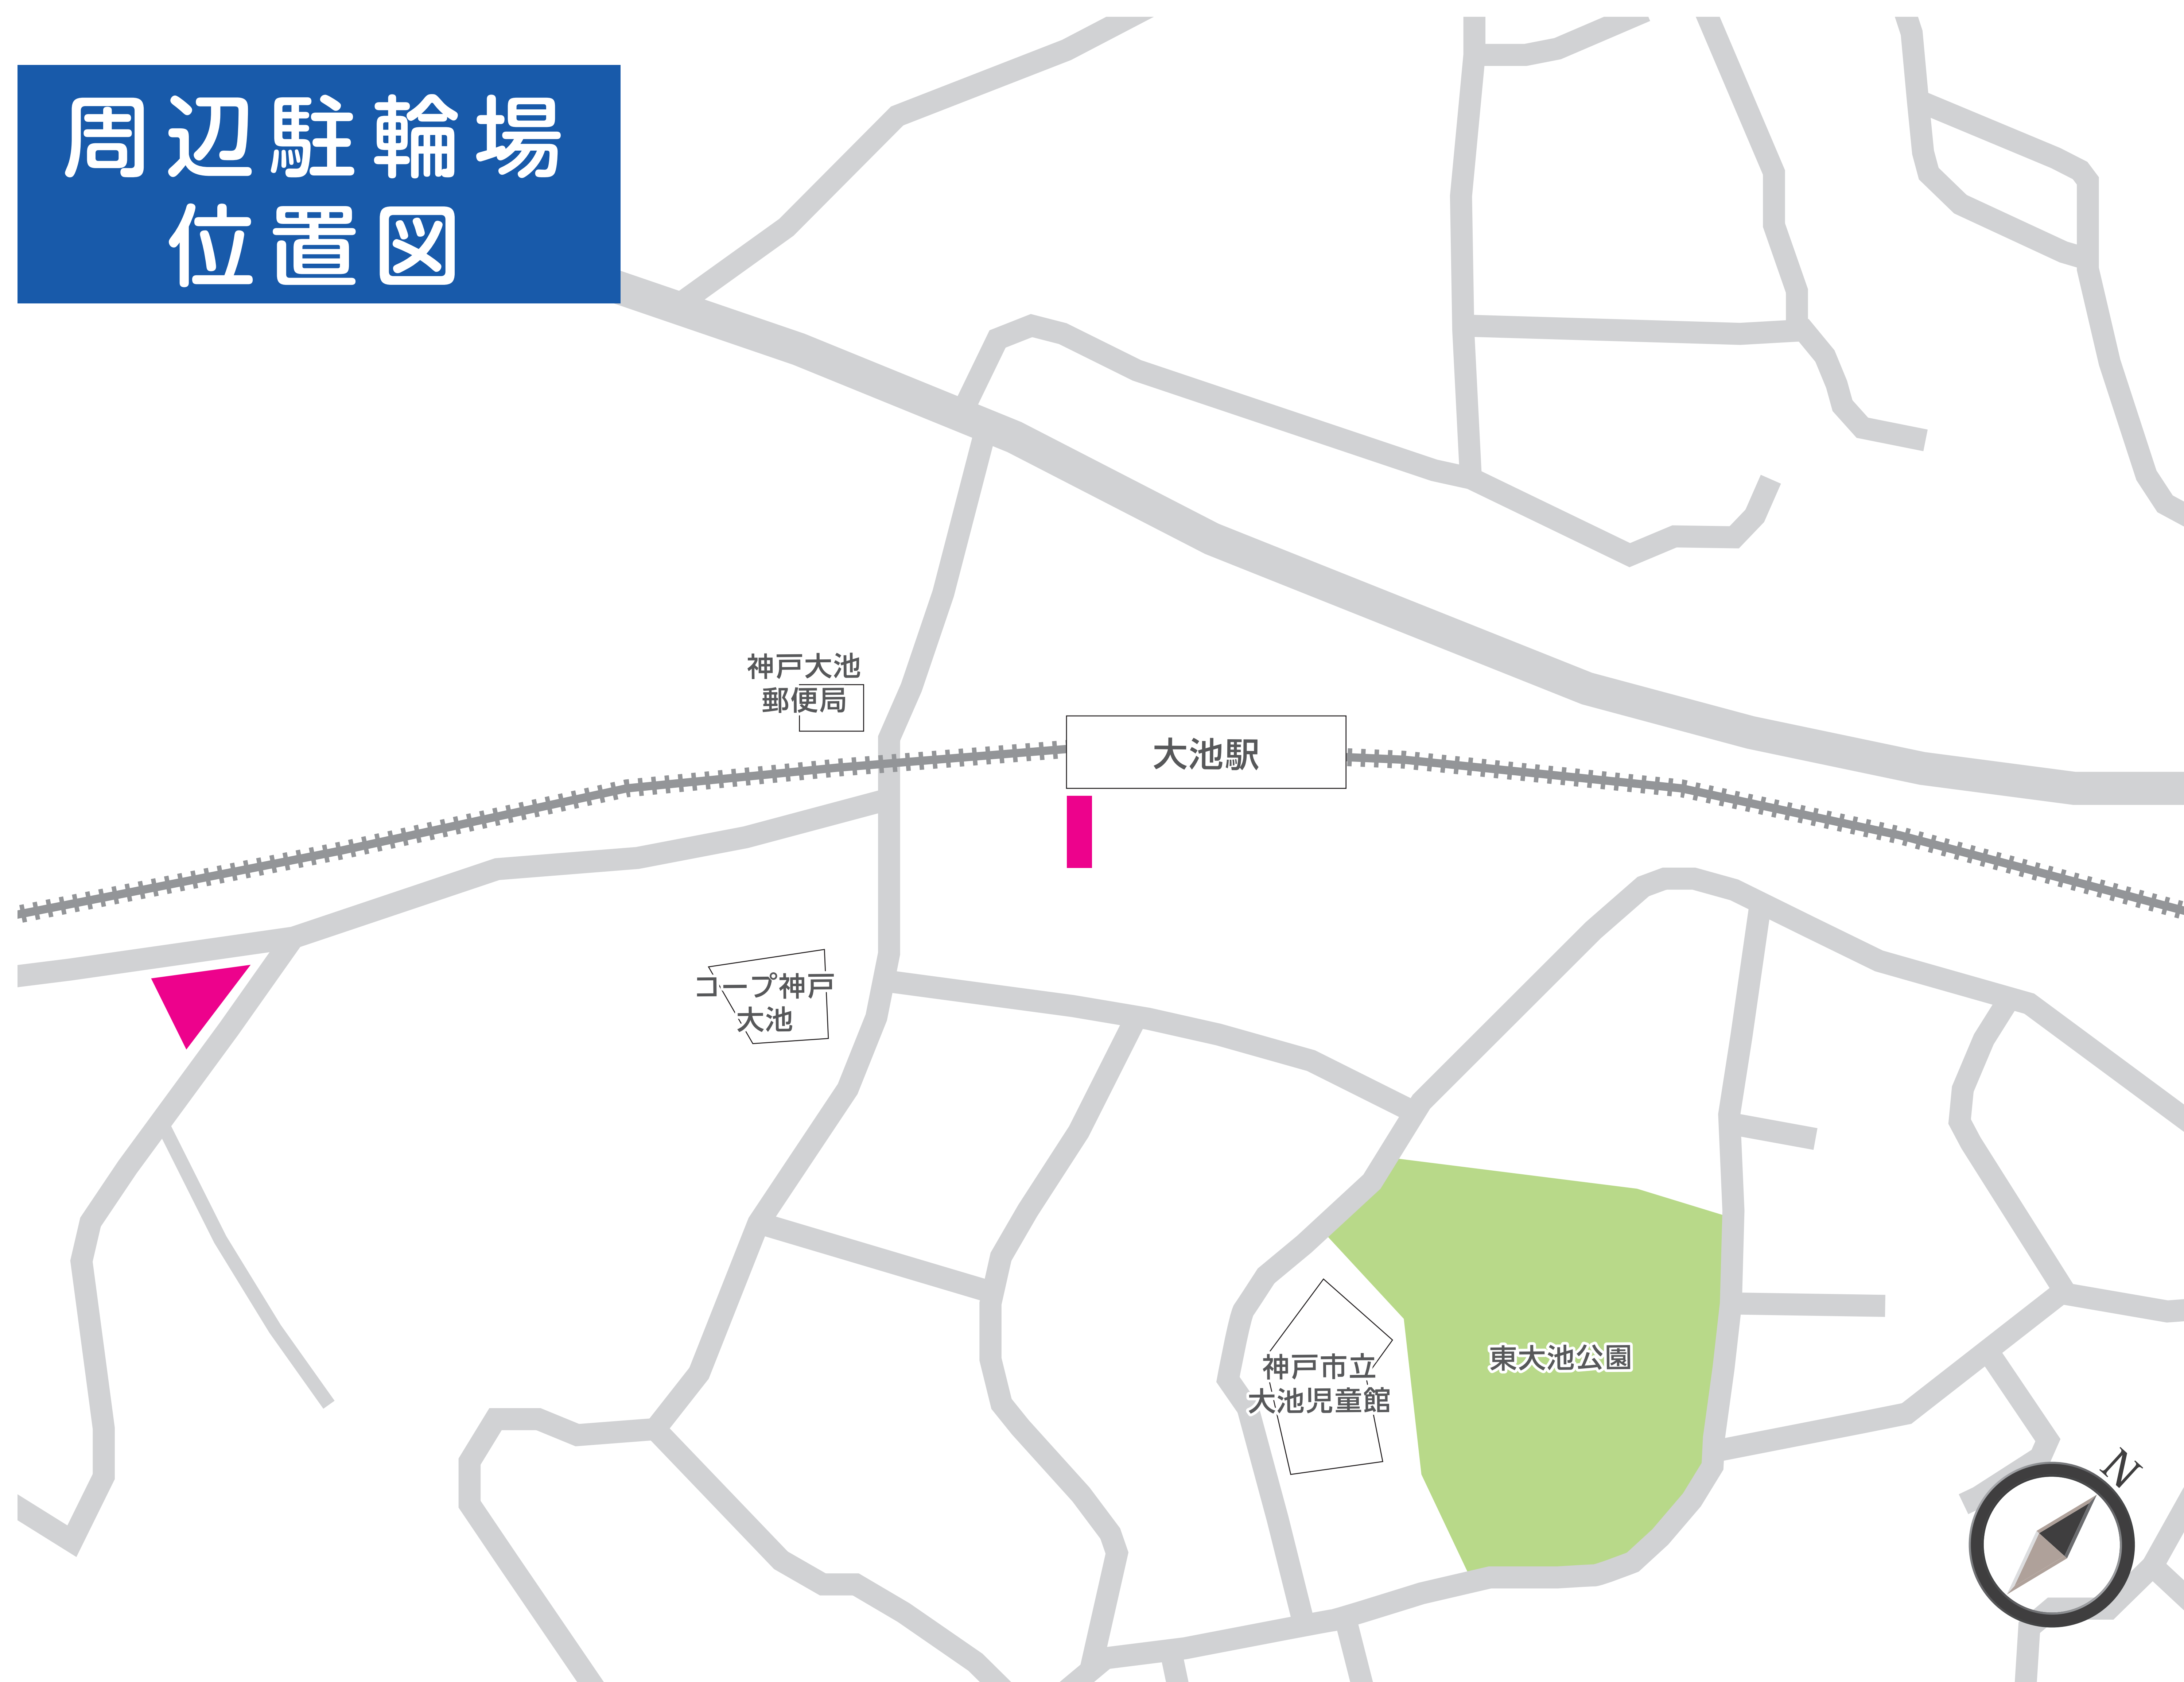 周辺駐輪場
位置図
神戸大池
郵便局
大池駅
コープ神戸
大池
神戸市立
大池児童館
東大池公園
N